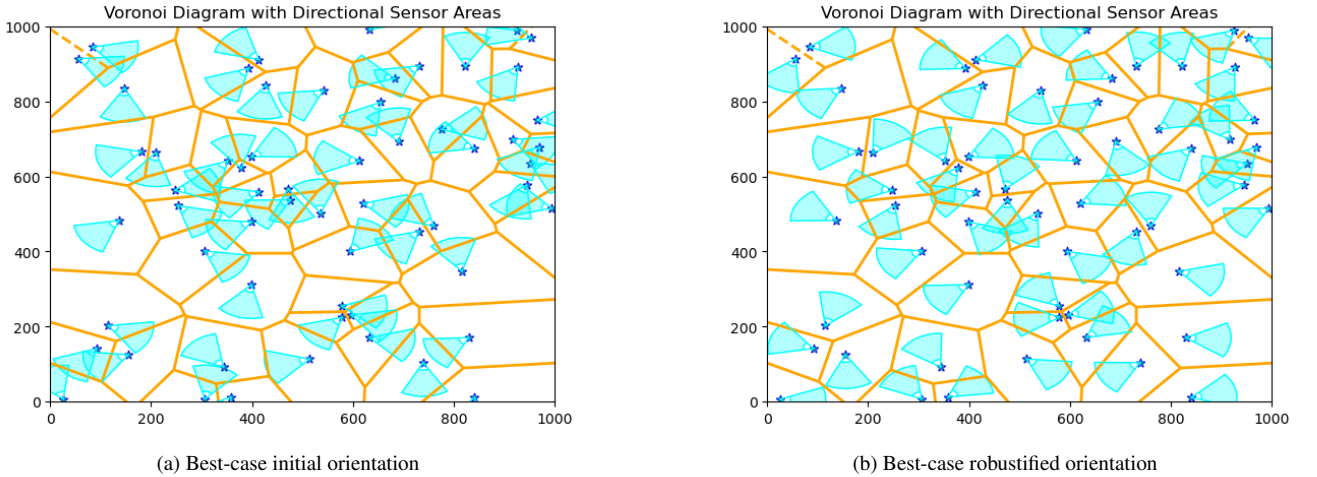 Voronoi Diagram with Directional Sensor Areas
1000
800
600
400
200
0
0 200 400 600 800 1000
(a) Best-case initial orientation
Voronoi Diagram with Directional Sensor Areas
1000
800
600
400
200
0
0 200 400 600 800 1000
(b) Best-case robustified orientation